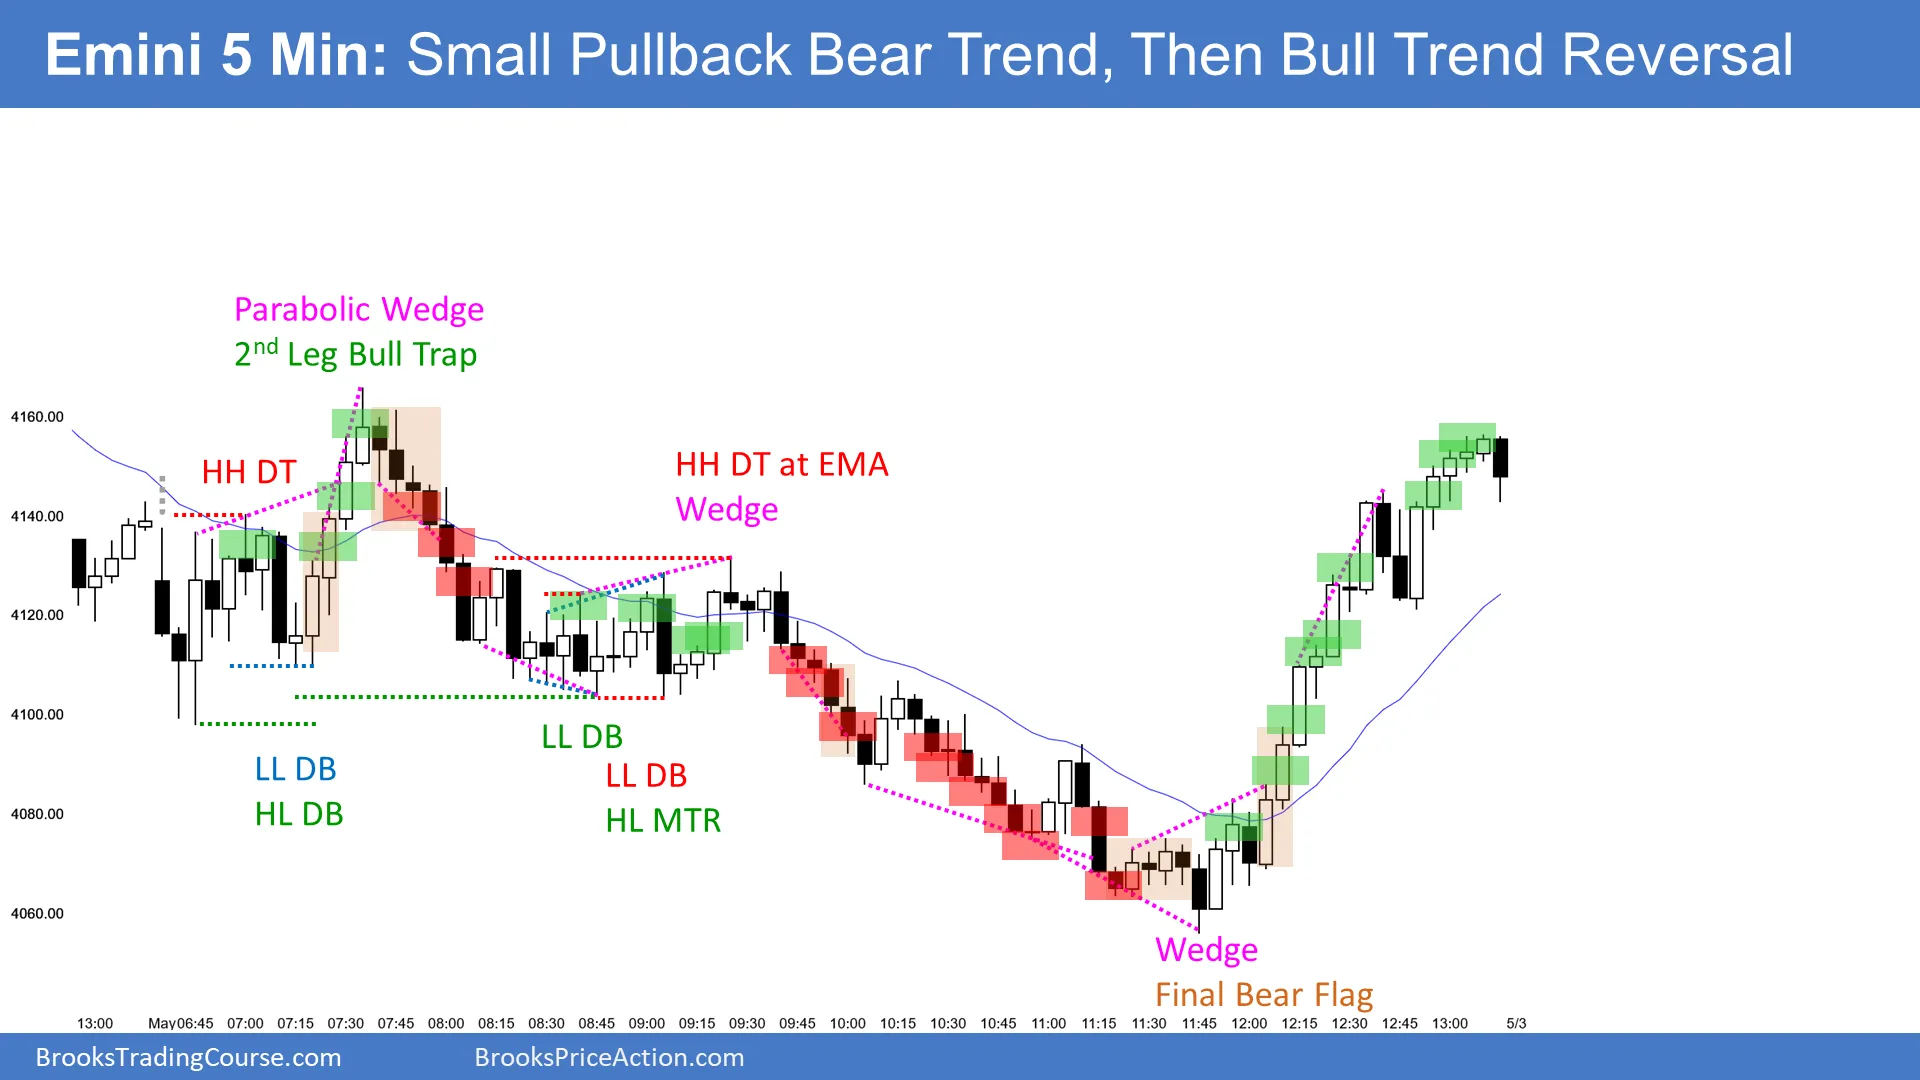 Emini 5 Min: Small Pullback Bear Trend, Then Bull Trend Reversal
Parabolic Wedge
2nd Leg Bull Trap
HH DT
HH DT at EMA
Wedge
LL DB
HL DB
LL DB
LL DB
HL MTR
Wedge
Final Bear Flag
4160.00
4140.00
4120.00
4100.00
4080.00
4060.00
13:00 May 06:45 07:00 07:15 07:30 07:45 08:00 08:15 08:30 08:45 09:00 09:15 09:30 09:45 10:00 10:15 10:30 10:45 11:00 11:15 11:30 11:45 12:00 12:15 12:30 12:45 13:00 5/3
BrooksTradingCourse.com BrooksPriceAction.com